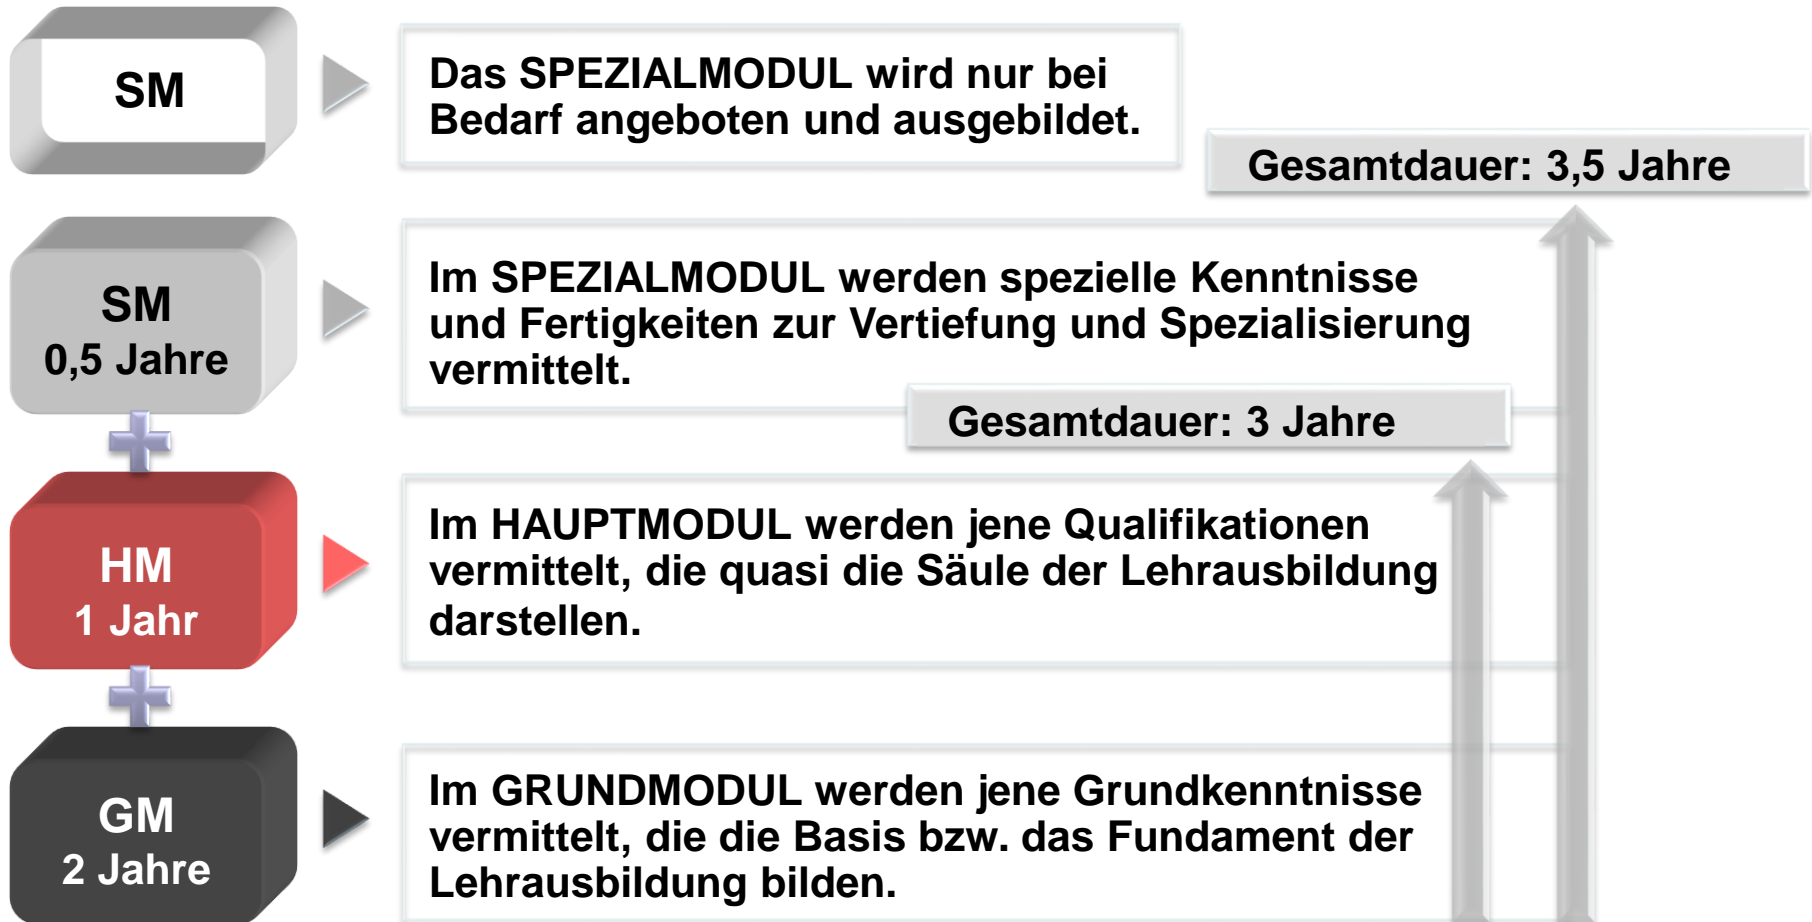 SM
Das SPEZIALMODUL wird nur bei
Bedarf angeboten und ausgebildet.
Gesamtdauer: 3,5 Jahre
SM
0,5 Jahre
Im SPEZIALMODUL werden spezielle Kenntnisse
und Fertigkeiten zur Vertiefung und Spezialisierung
vermittelt.
Gesamtdauer: 3 Jahre
HM
1 Jahr
Im HAUPTMODUL werden jene Qualifikationen
vermittelt, die quasi die Säule der Lehrausbildung
darstellen.
GM
2 Jahre
Im GRUNDMODUL werden jene Grundkenntnisse
vermittelt, die die Basis bzw. das Fundament der
Lehrausbildung bilden.